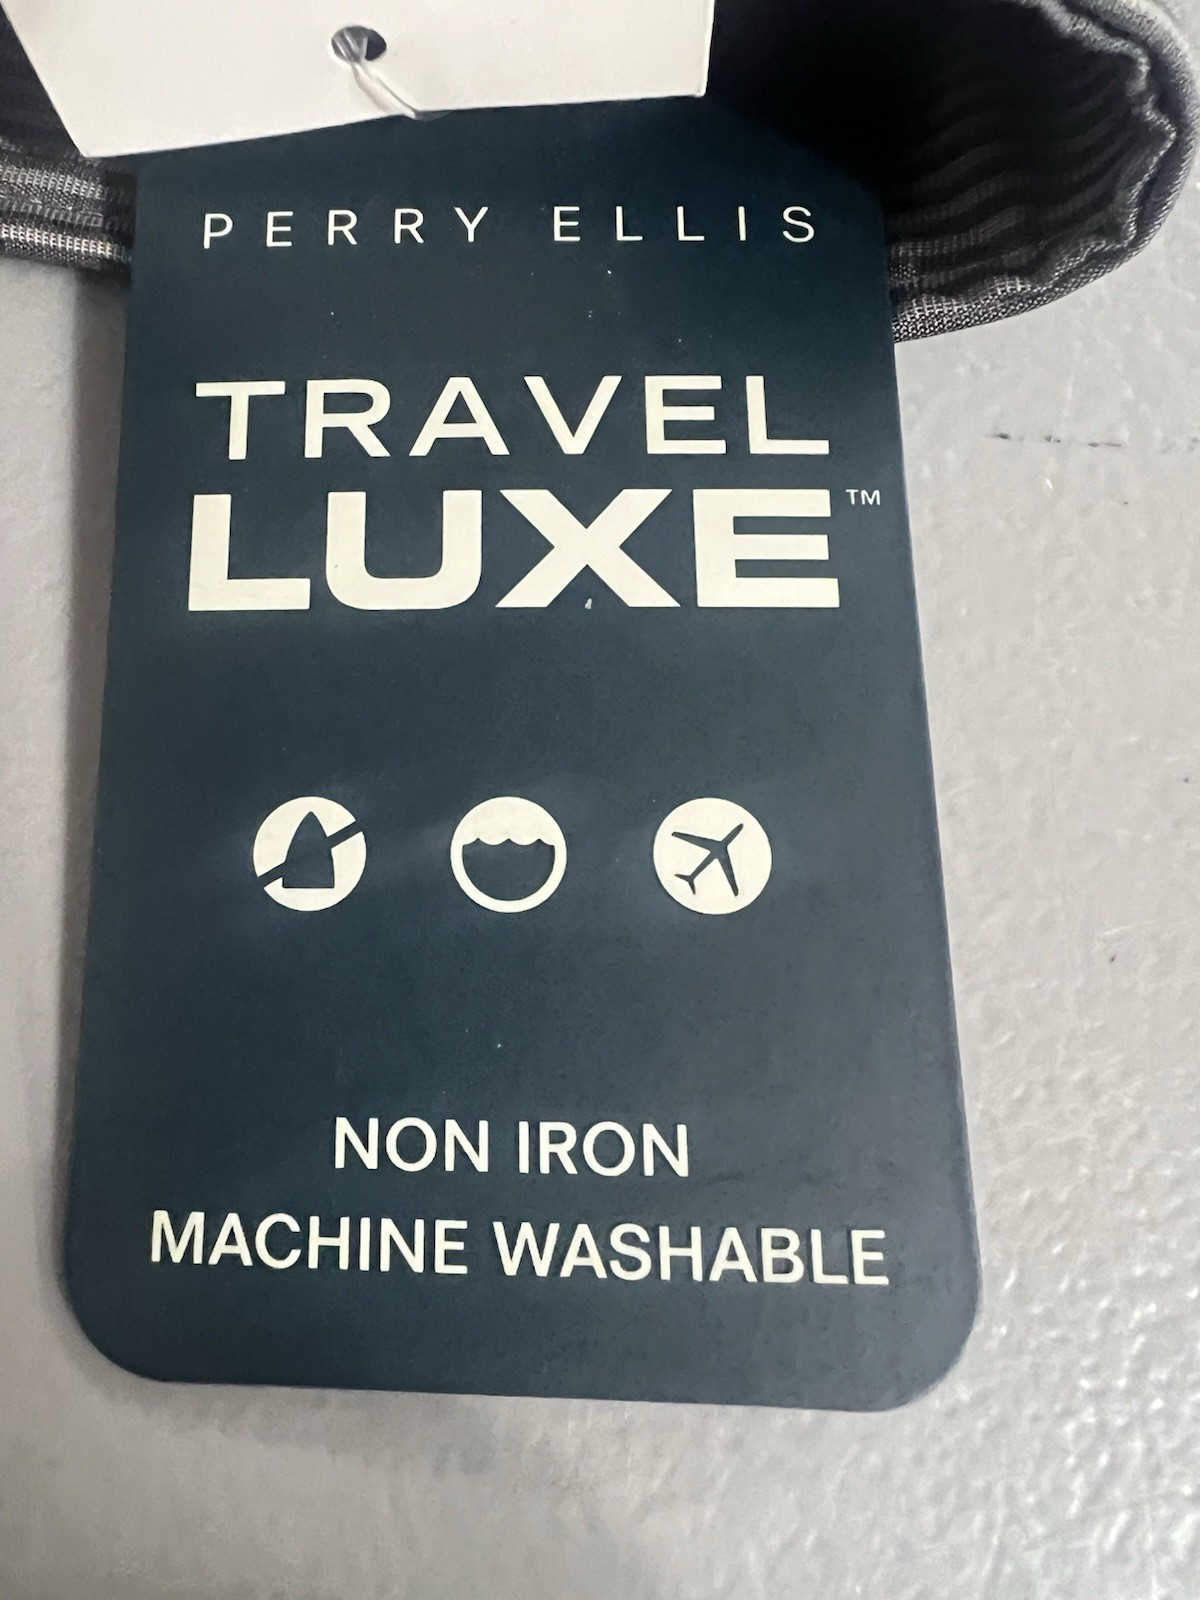 PERRY ELLIS
TRAVEL
LUXE™
NON IRON
MACHINE WASHABLE